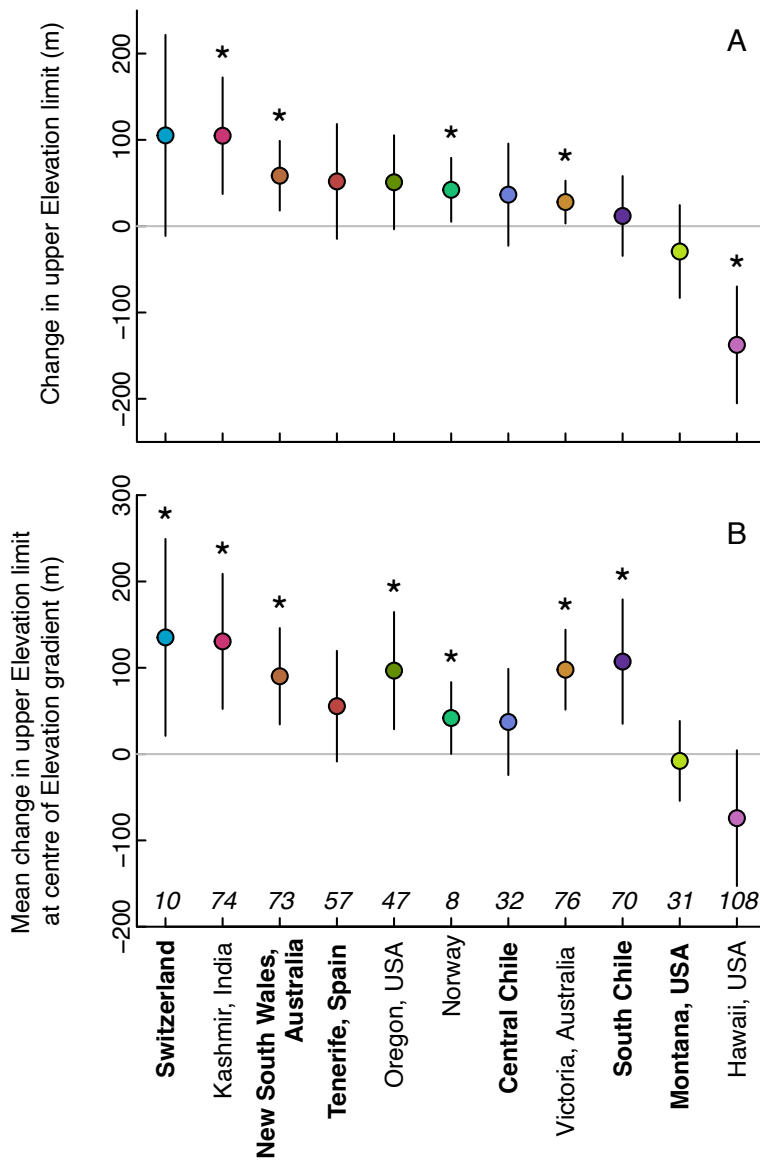 A
Change in upper Elevation limit (m)
200
100
0
−100
−200
*
*
*
*
*
B
Mean change in upper Elevation limit
at centre of Elevation gradient (m)
300
200
100
0
−100
−200
*
*
*
*
*
*
*
10 74 73 57 47 8 32 76 70 31 108
Switzerland
Kashmir, India
New South Wales,
Australia
Tenerife, Spain
Oregon, USA
Norway
Central Chile
Victoria, Australia
South Chile
Montana, USA
Hawaii, USA